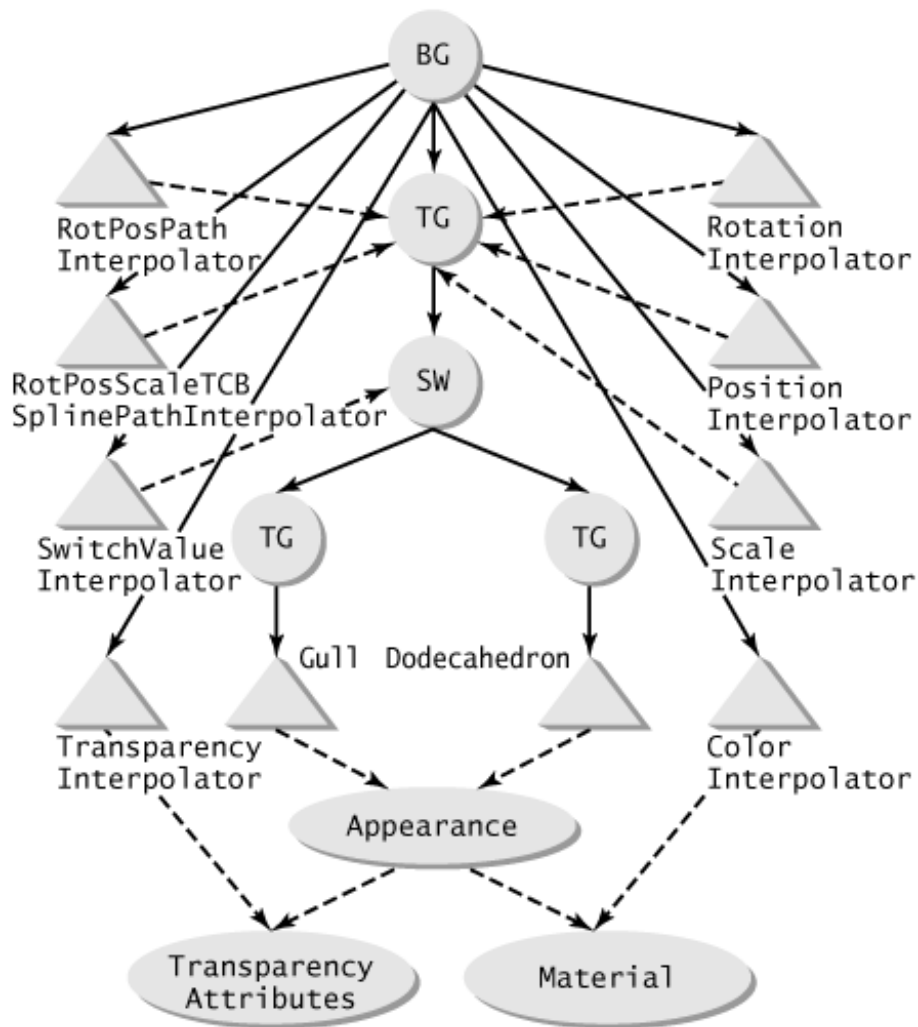 BG
TG
RotPosPath
Interpolator
Rotation
Interpolator
SW
RotPosScaleTCB
SplinePathInterpolator
Position
Interpolator
TG
TG
SwitchValue
Interpolator
Scale
Interpolator
Gull
Dodecahedron
Transparency
Interpolator
Color
Interpolator
Appearance
Transparency
Attributes
Material